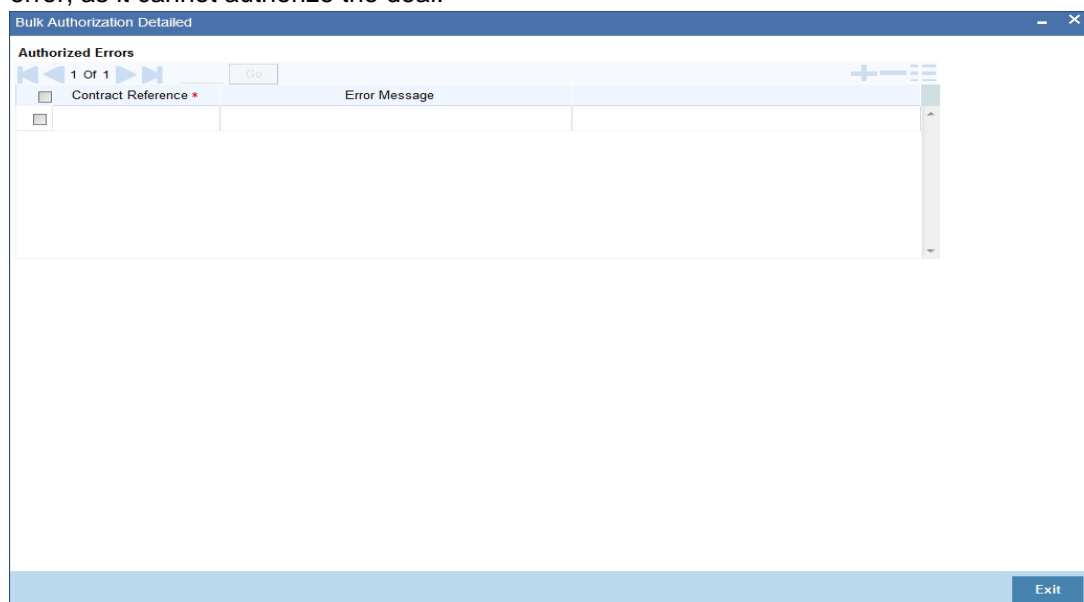 error, as it cannot authorize the deal.
Bulk Authorization Detailed
Authorized Errors
1 Of 1 Go
Contract Reference * Error Message
Exit